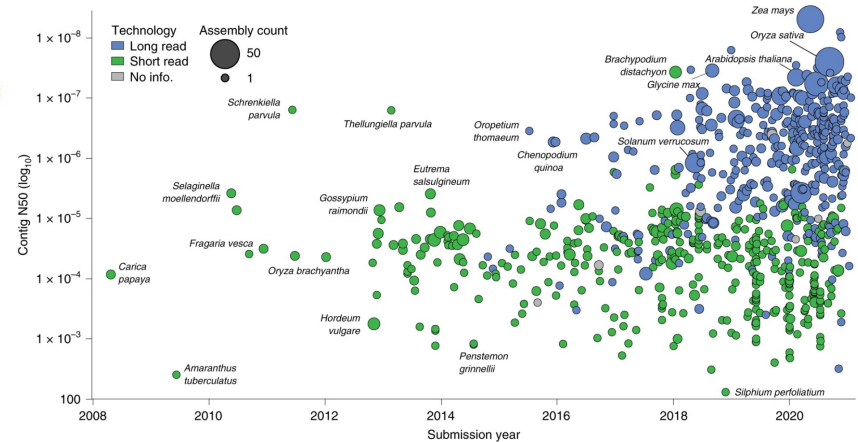 Technology
Long read
Short read
No info.
Assembly count
50
1
Contig N50 (log10)
1 × 10⁻⁸
1 × 10⁻⁷
1 × 10⁻⁶
1 × 10⁻⁵
1 × 10⁻⁴
1 × 10⁻³
100
Zea mays
Oryza sativa
Brachypodium
distachyon
Arabidopsis thaliana
Glycine max
Schrenkiella
parvula
Thellungiella parvula
Oropetium
thomaeum
Solanum verrucosum
Chenopodium
quinoa
Eutrema
salsulgineum
Selaginella
moellendorffii
Gossypium
raimondii
Fragaria vesca
Oryza brachyantha
Carica
papaya
Hordeum
vulgare
Penstemon
grinnellii
Amaranthus
tuberculatus
Silphium perfoliatum
2008
2010
2012
2014
2016
2018
2020
Submission year